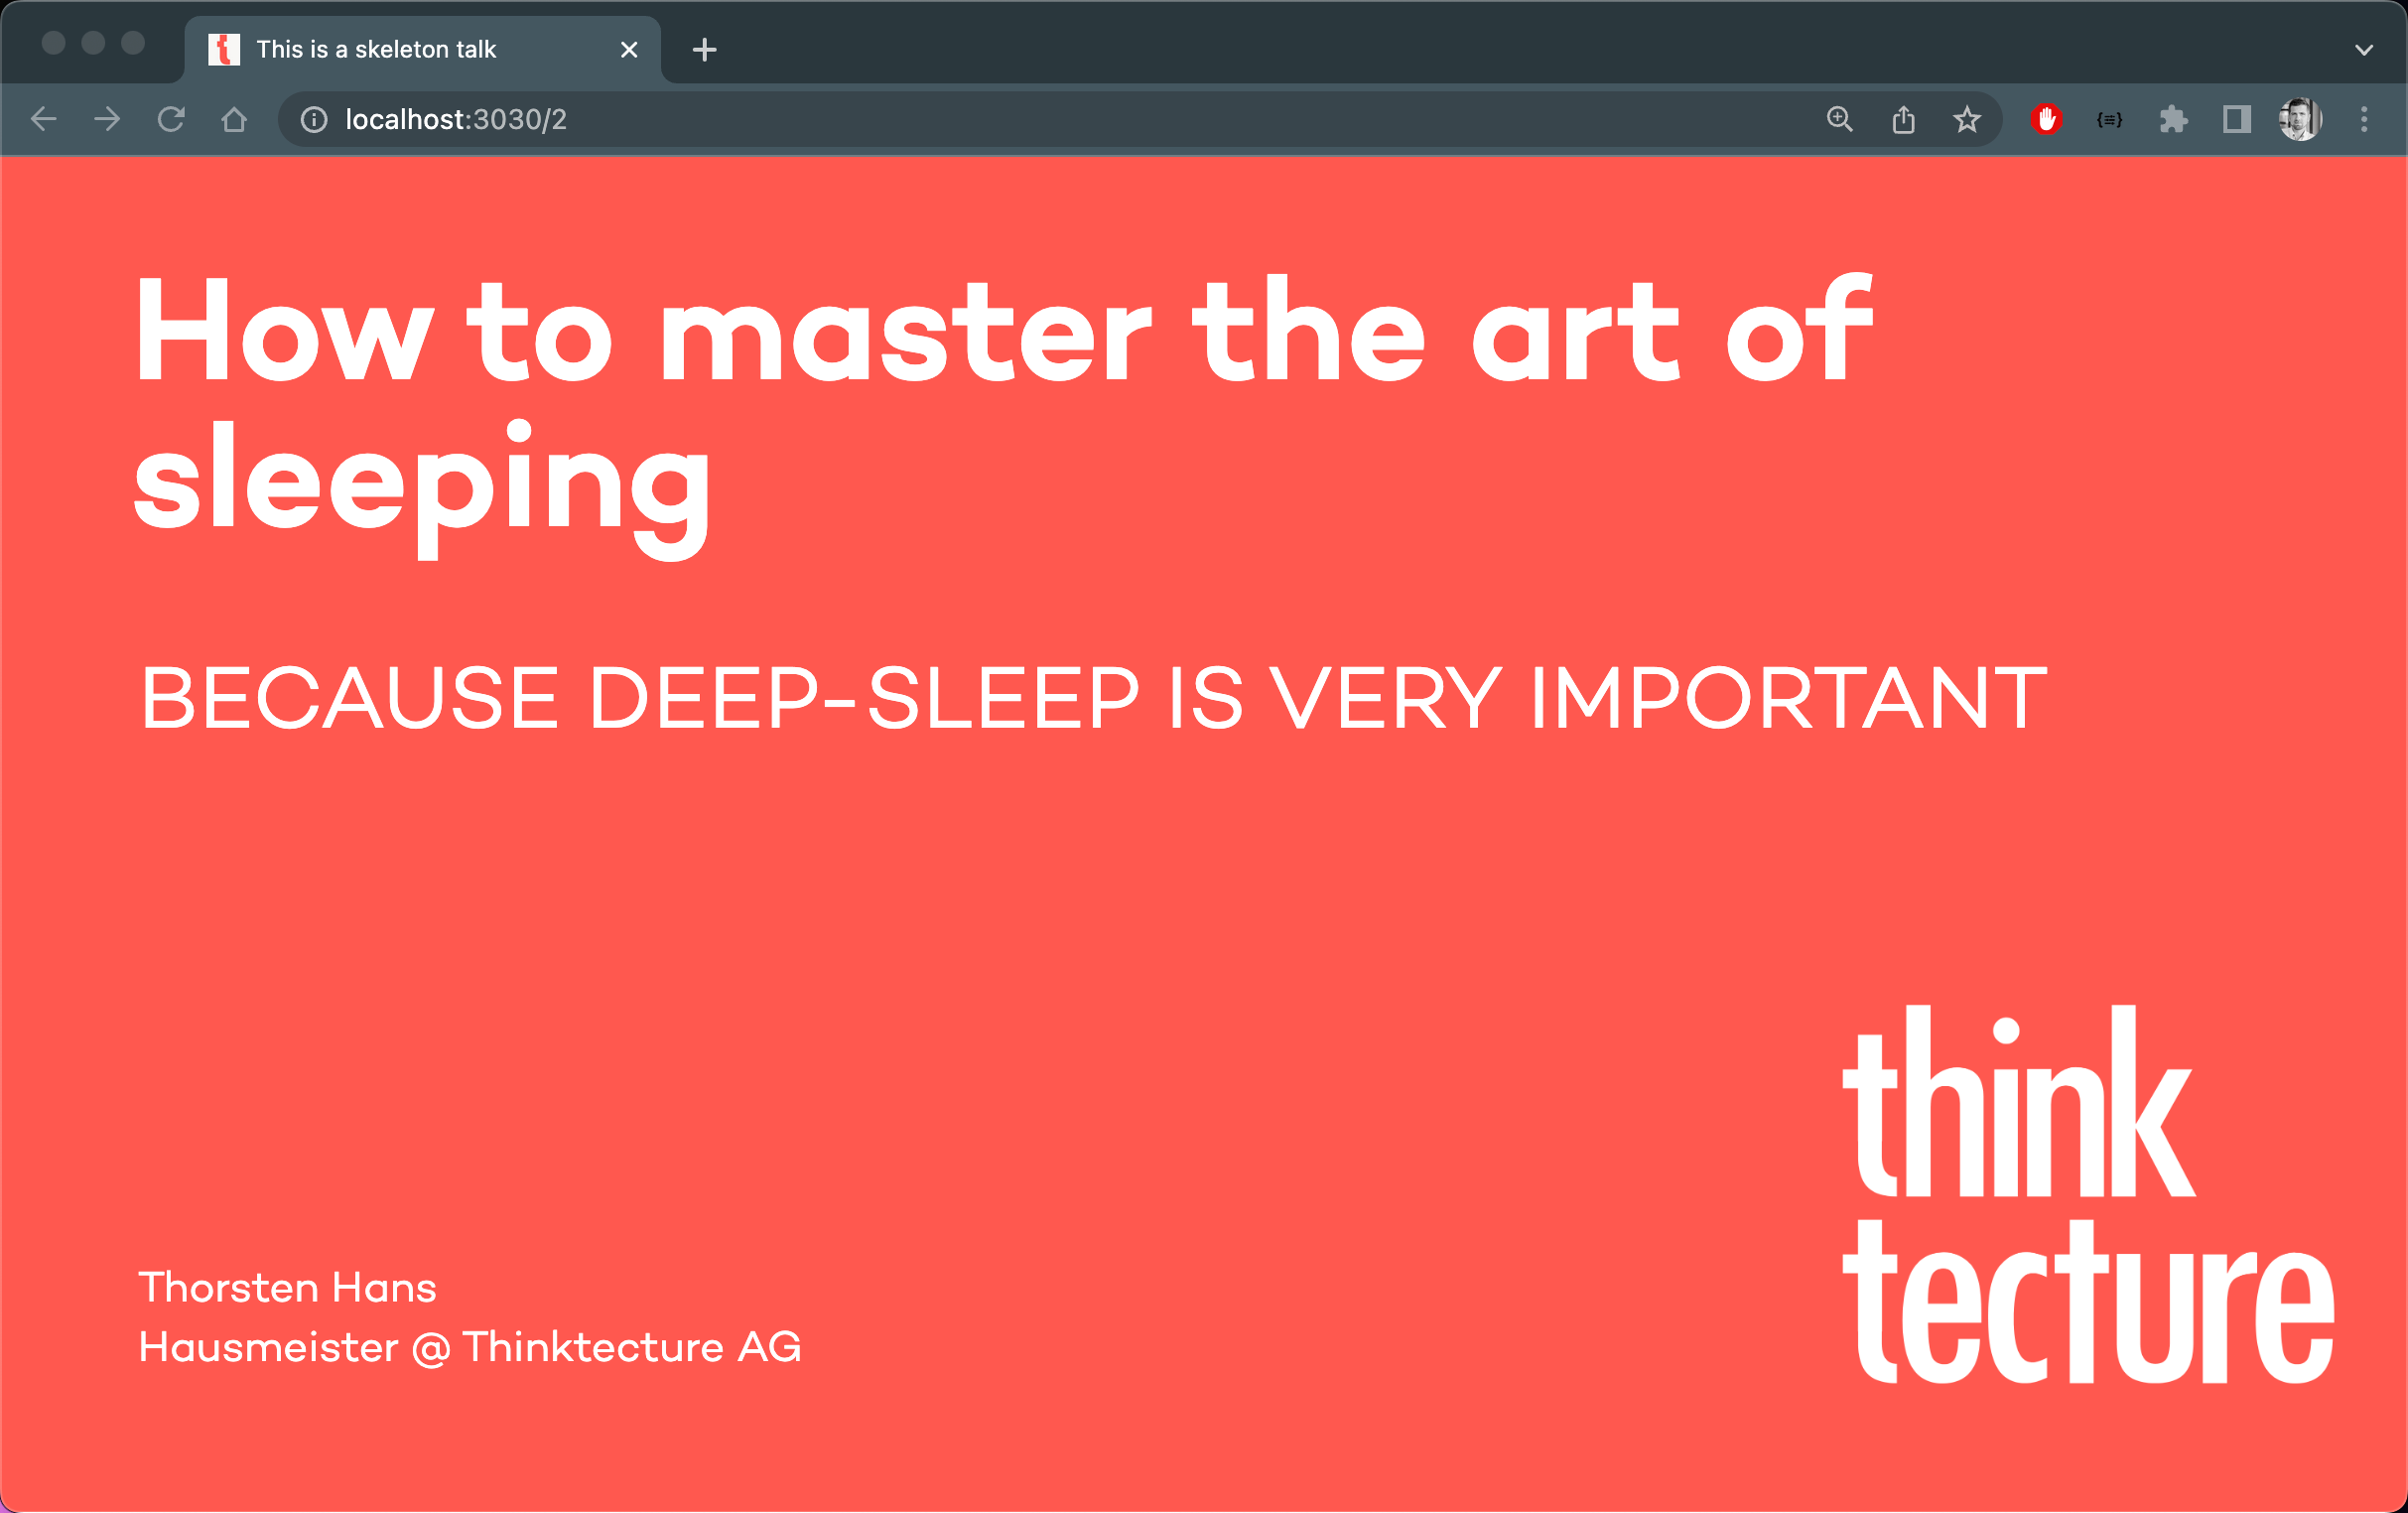 This is a skeleton talk
localhost:3030/2
How to master the art of
sleeping
BECAUSE DEEP-SLEEP IS VERY IMPORTANT
Thorsten Hans
Hausmeister @ Thinktecture AG
think
tecture